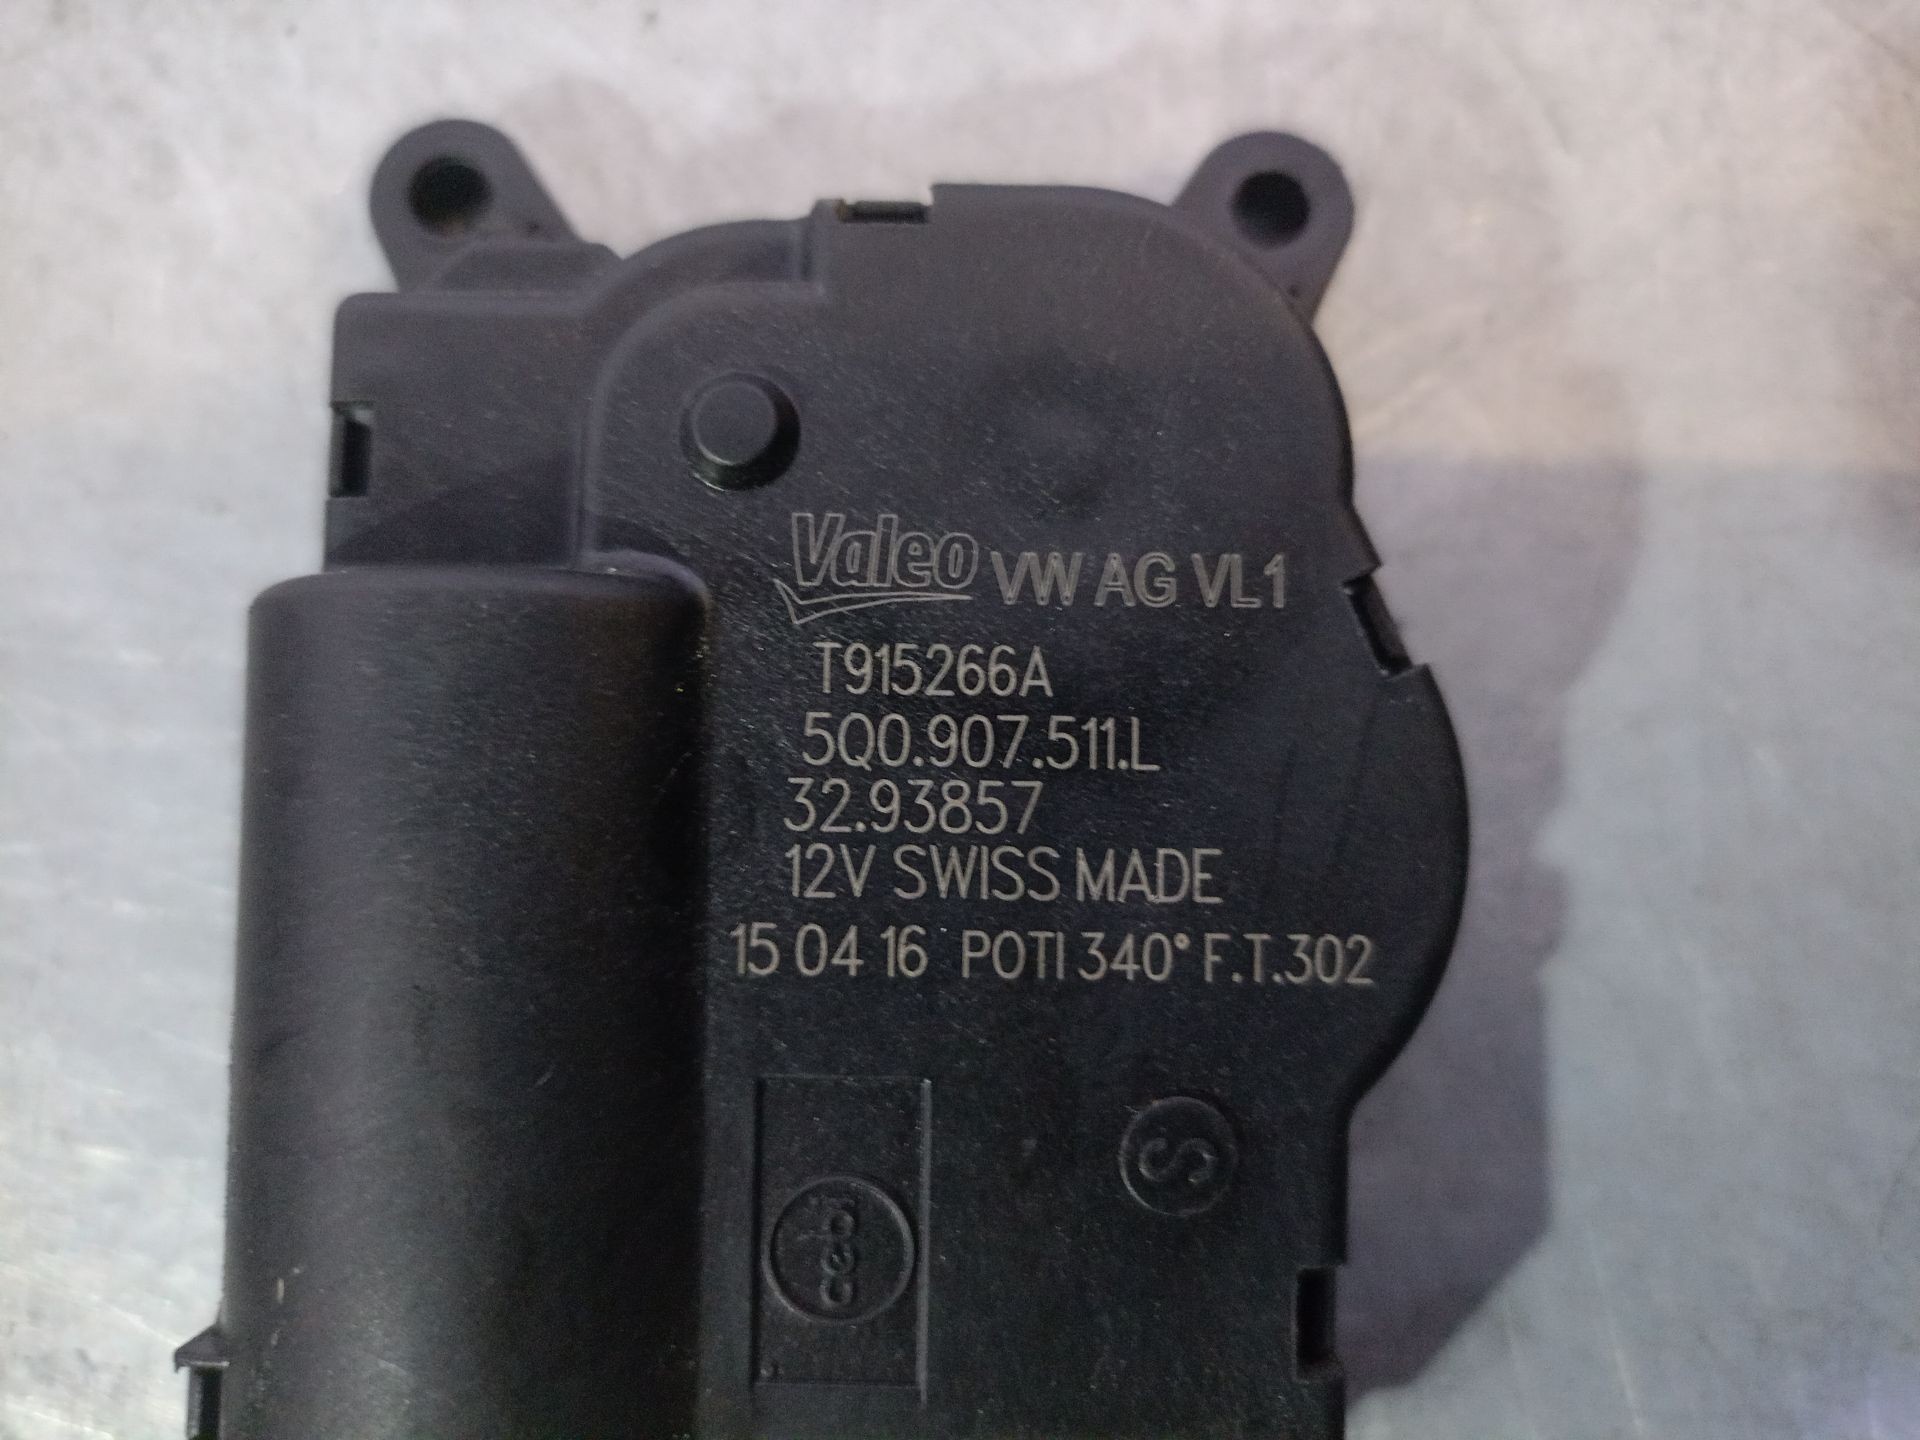 Valeo VW AG VL1
T915266A
5Q0.907.511.L
32.93857
12V SWISS MADE
15 04 16 POTI 340° F.T.302
S
cebi